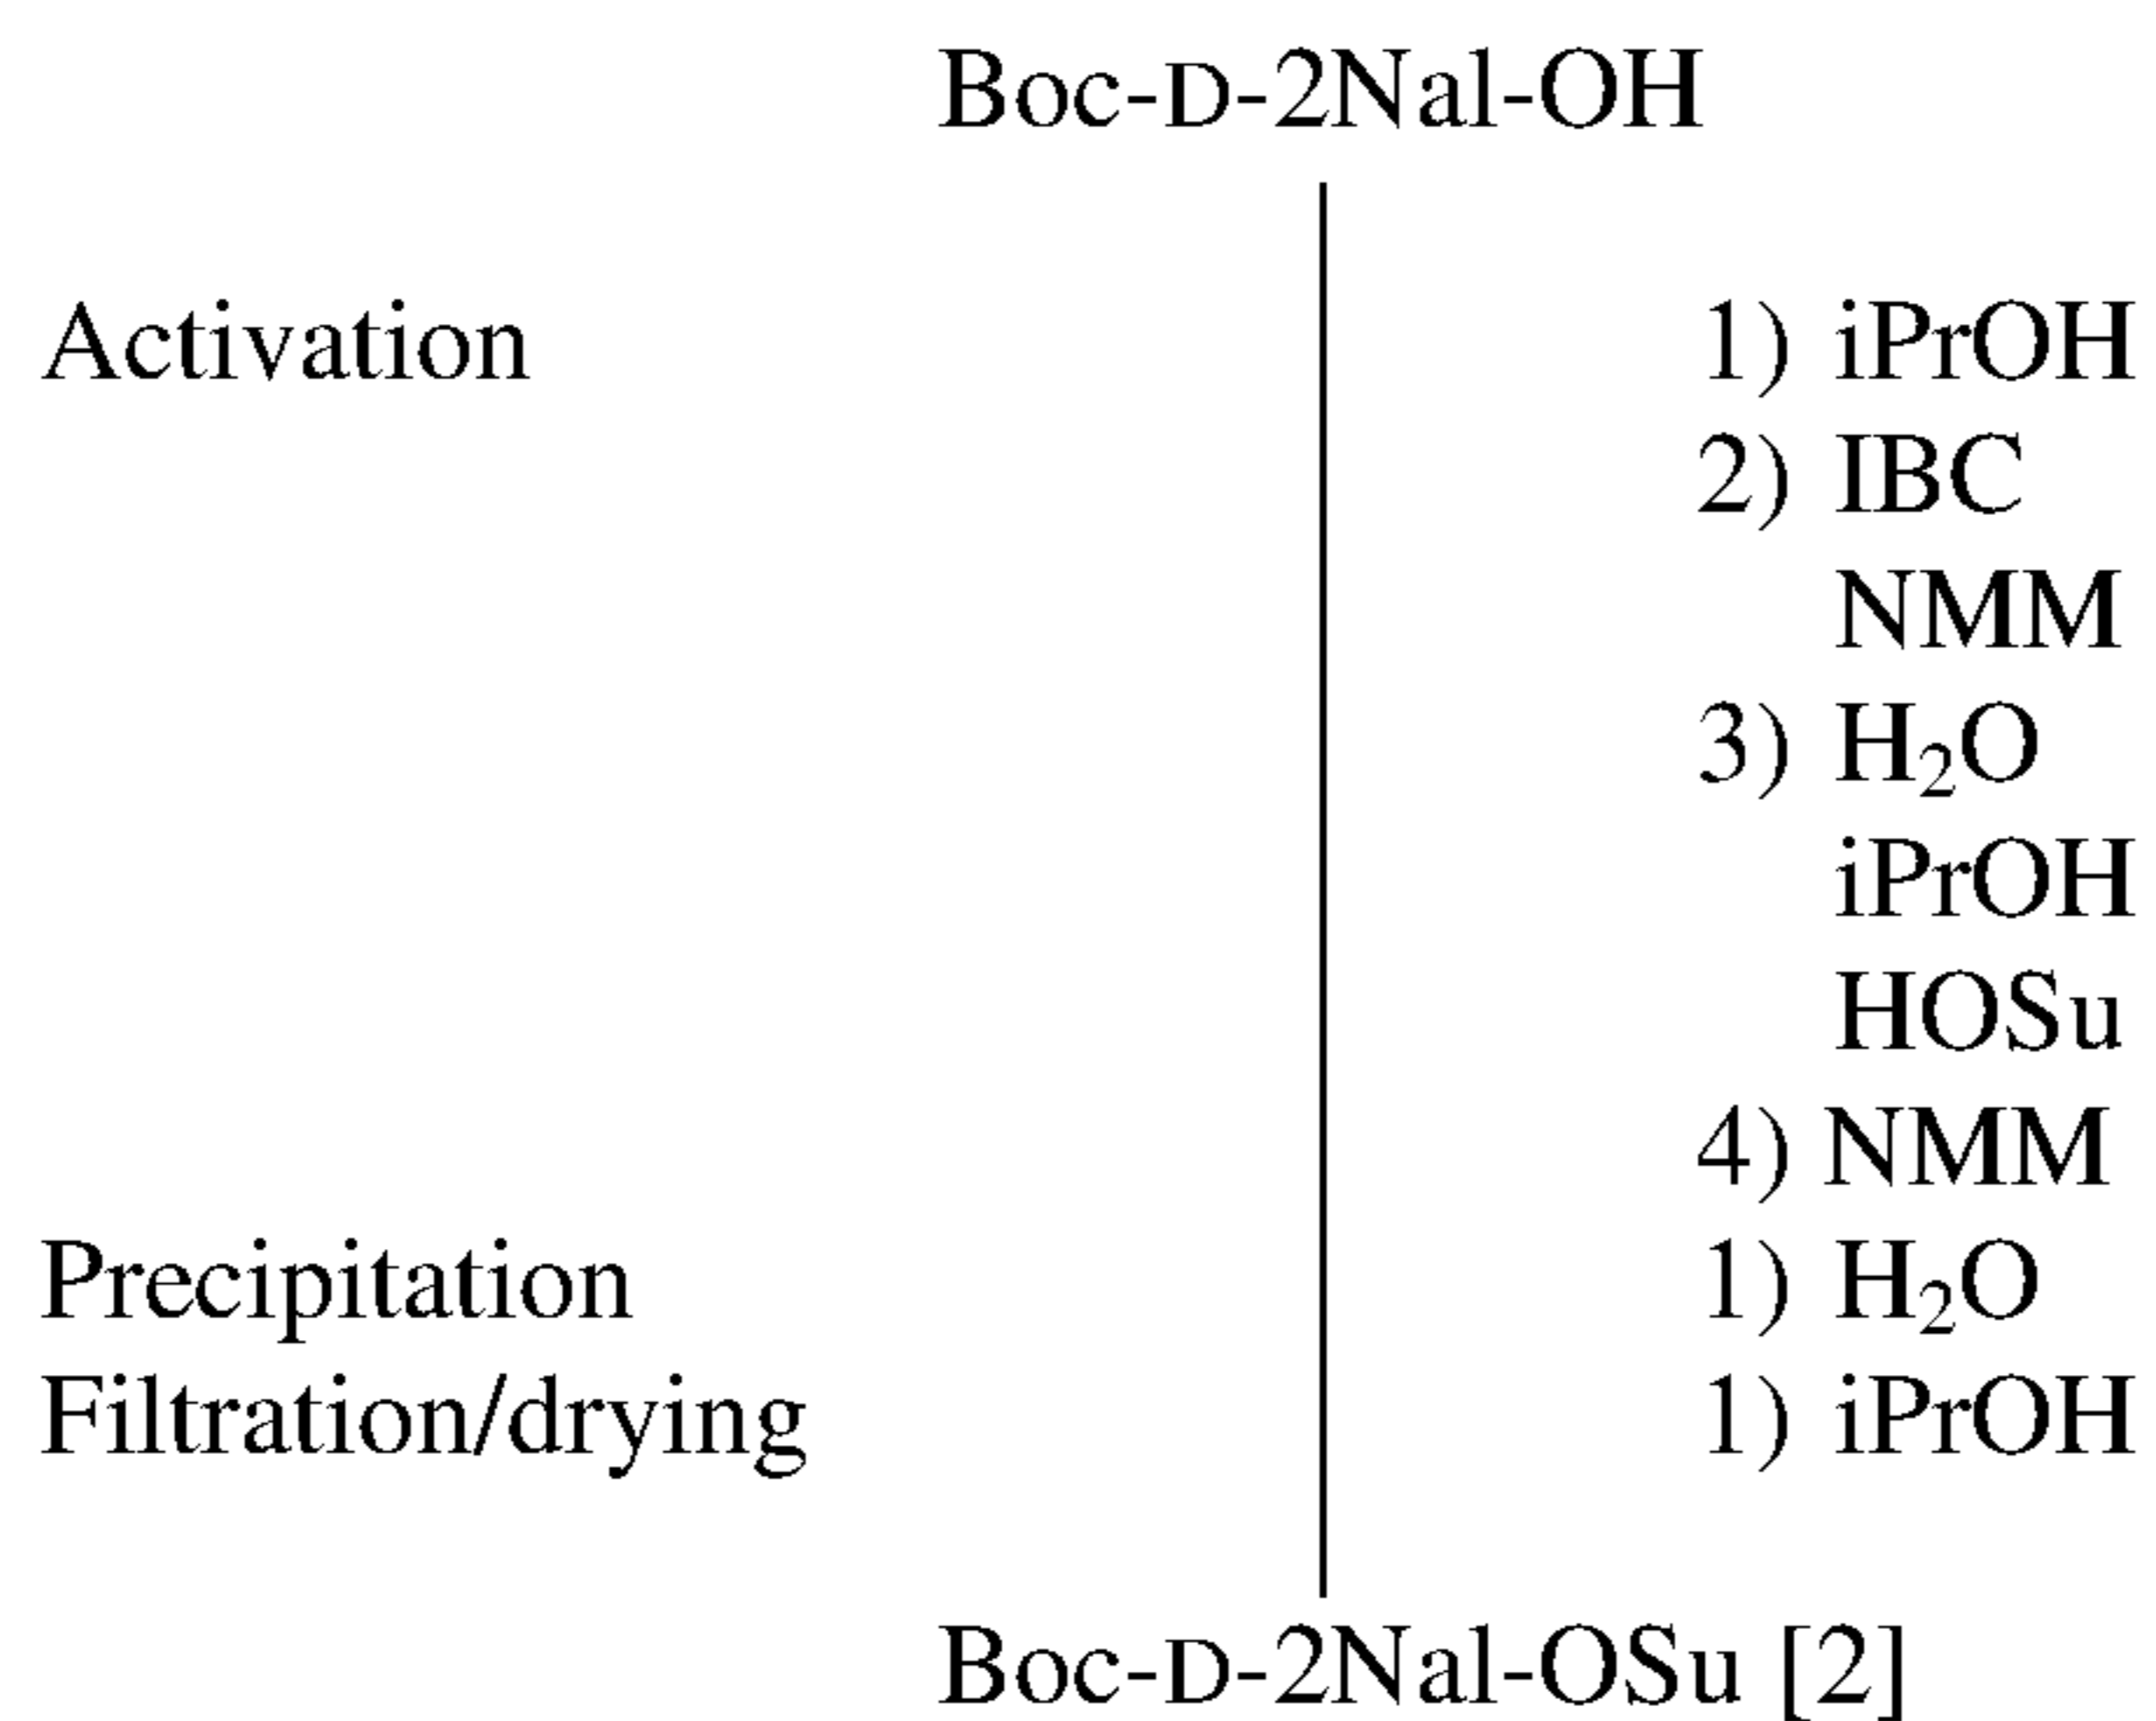 Boc-D-2Nal-OH
Activation 1) iPrOH
2) IBC
NMM
3) H₂O
iPrOH
HOSu
4) NMM
Precipitation 1) H₂O
Filtration/drying 1) iPrOH
Boc-D-2Nal-OSu [2]